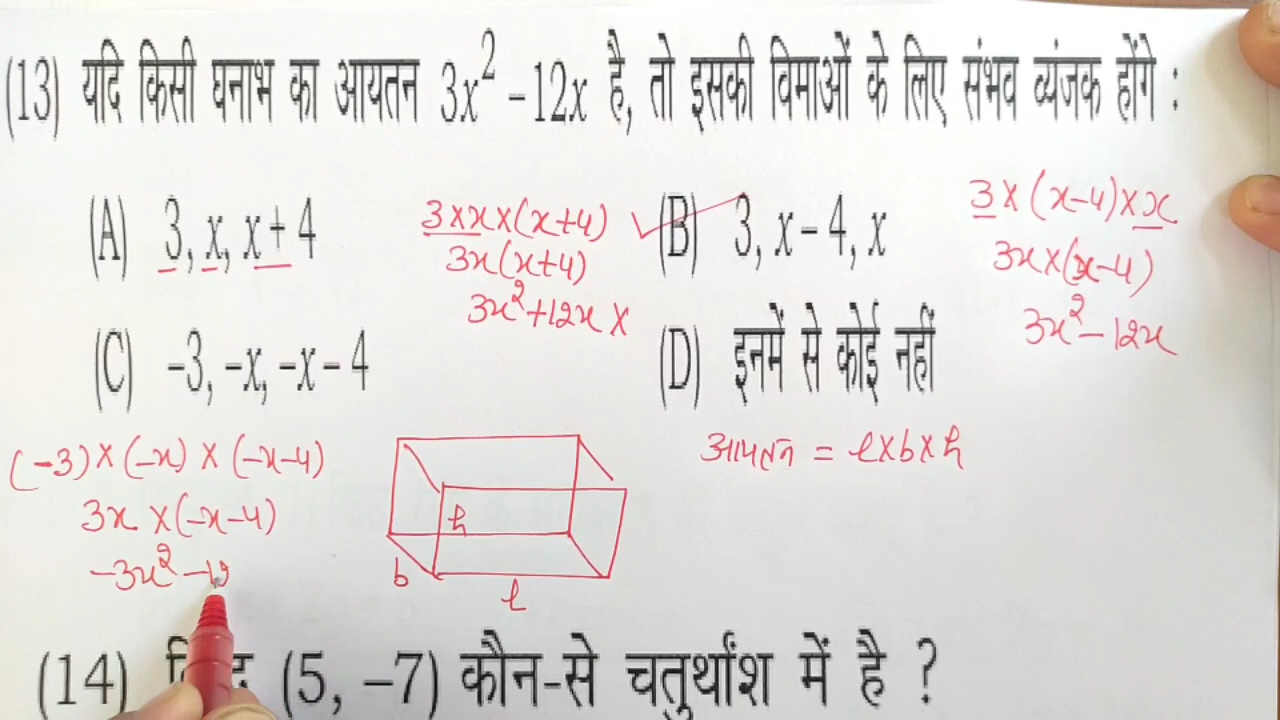 (13) यदि किसी घनाभ का आयतन 3x² – 12x है, तो इसकी विमाओं के लिए संभव व्यंजक होंगे :
(A) 3, x, x + 4
3×x×(x+4)
3x(x+4)
3x²+12x ×
(B) 3, x – 4, x
3×(x-4)×x
3x×(x-4)
3x²-12x
(C) –3, –x, –x – 4
(D) इनमें से कोई नहीं
(-3)×(-x)×(-x-4)
3x×(-x-4)
-3x²-12
h
b
l
आयतन = l×b×h
(14) (5, –7) कौन-से चतुर्थांश में है ?